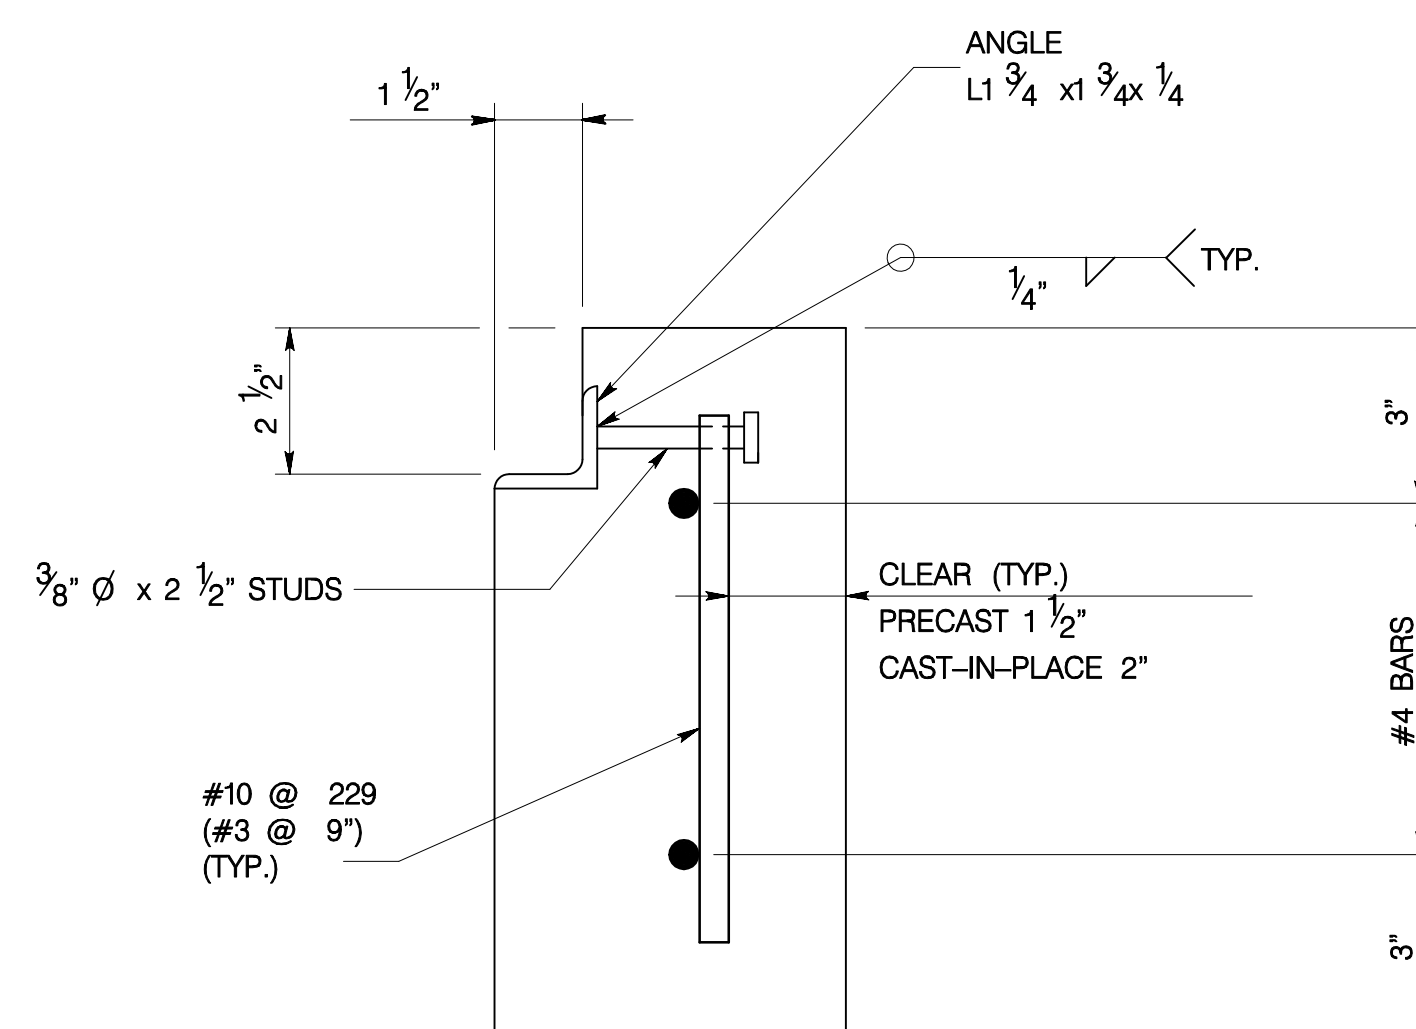 ANGLE
L1 3/4 x1 3/4x 1/4
1 1/2"
1/4"
TYP.
2 1/2"
3"
3/8" Ø x 2 1/2" STUDS
CLEAR (TYP.)
PRECAST 1 1/2"
CAST-IN-PLACE 2"
#4 BARS
#10 @ 229
(#3 @ 9")
(TYP.)
3"